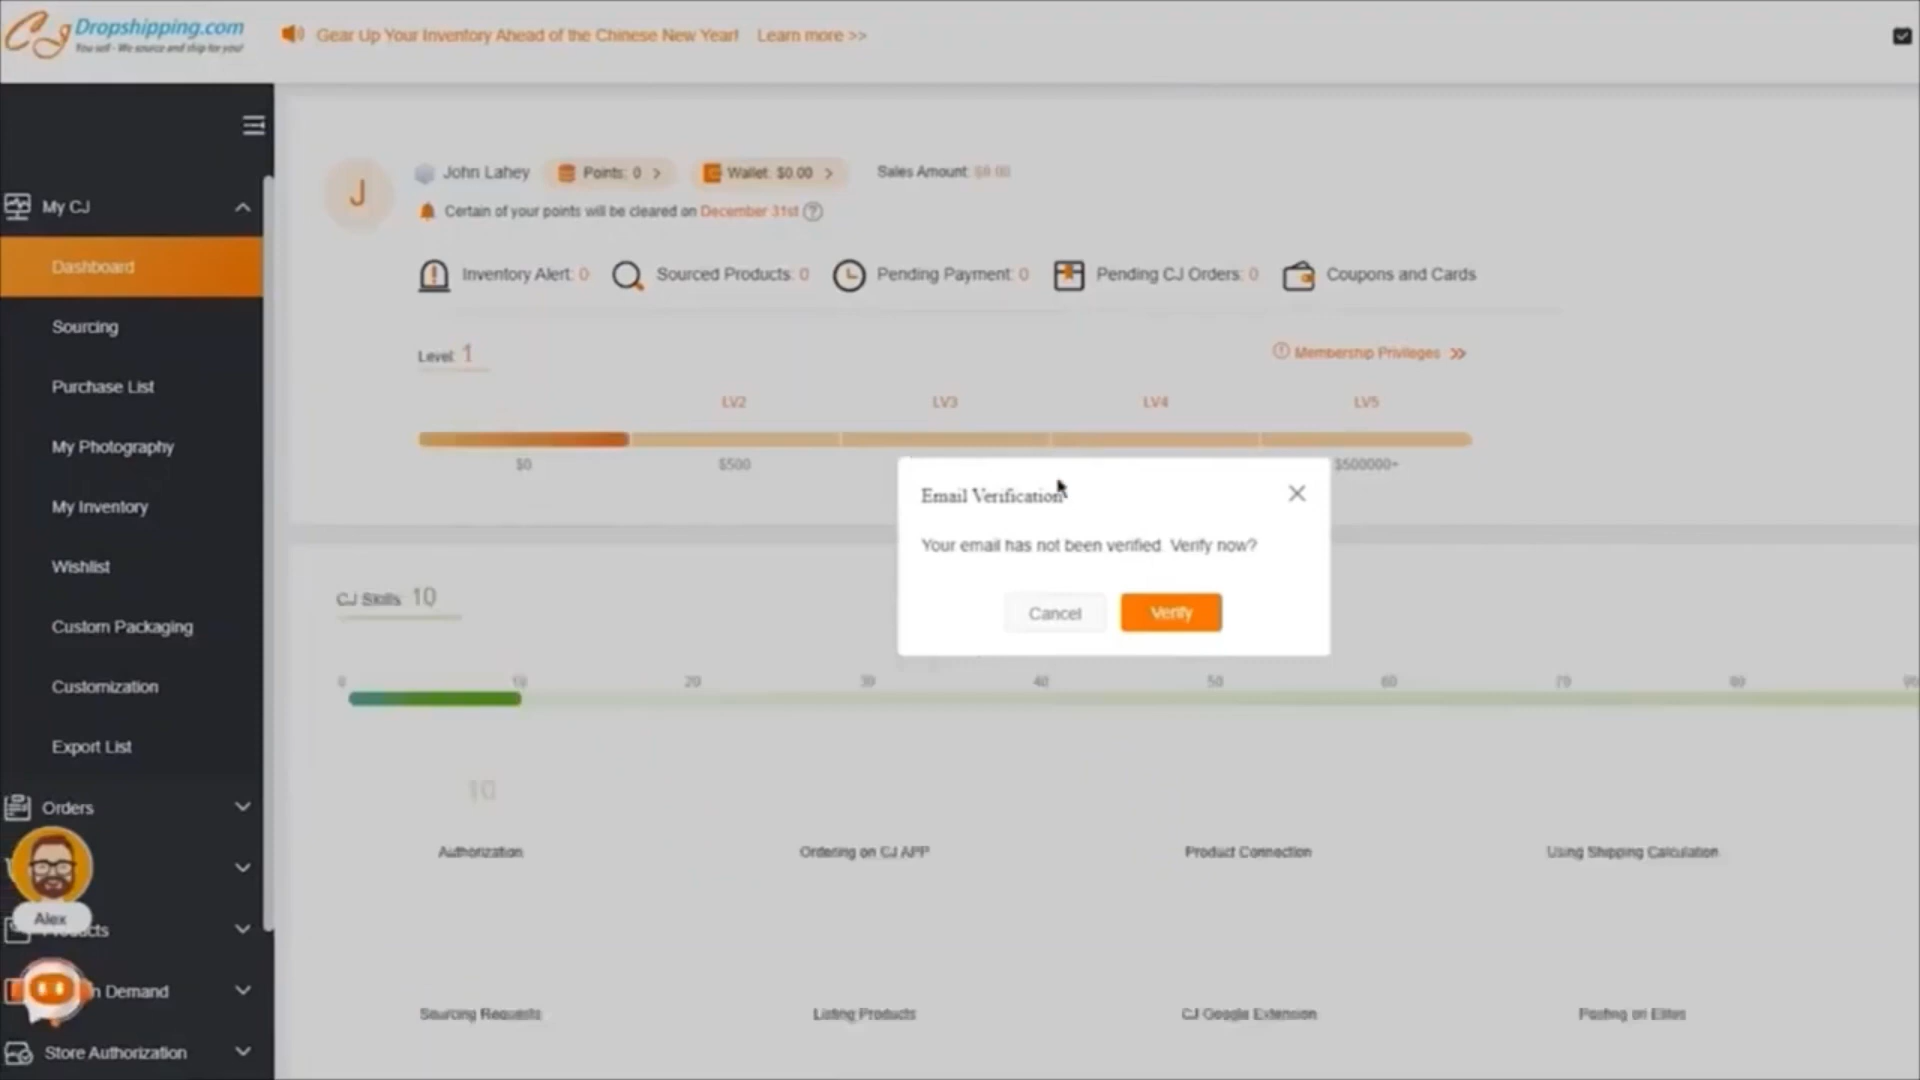 CJ Dropshipping.com
You sell - We source and ship for you!
Gear Up Your Inventory Ahead of the Chinese New Year! Learn more >>
My CJ
Dashboard
Sourcing
Purchase List
My Photography
My Inventory
Wishlist
Custom Packaging
Customization
Export List
Orders
Alex
ucts
n Demand
Store Authorization
J
John Lahey
Points: 0 >
Wallet: $0.00 >
Sales Amount:
Certain of your points will be cleared on December 31st ?
Inventory Alert: 0
Sourced Products: 0
Pending Payment: 0
Pending CJ Orders: 0
Coupons and Cards
Level: 1
Membership Privileges >>
LV2 LV3 LV4 LV5
$0 $500 $500000+
Email Verification
Your email has not been verified. Verify now?
Cancel
Verify
CJ Skills 10
0 10 20 30 40 50 60 70
10
Authorization
Ordering on CJ APP
Product Connection
Using Shipping Calculation
Sourcing Requests
Listing Products
CJ Google Extension
Posting on Elites